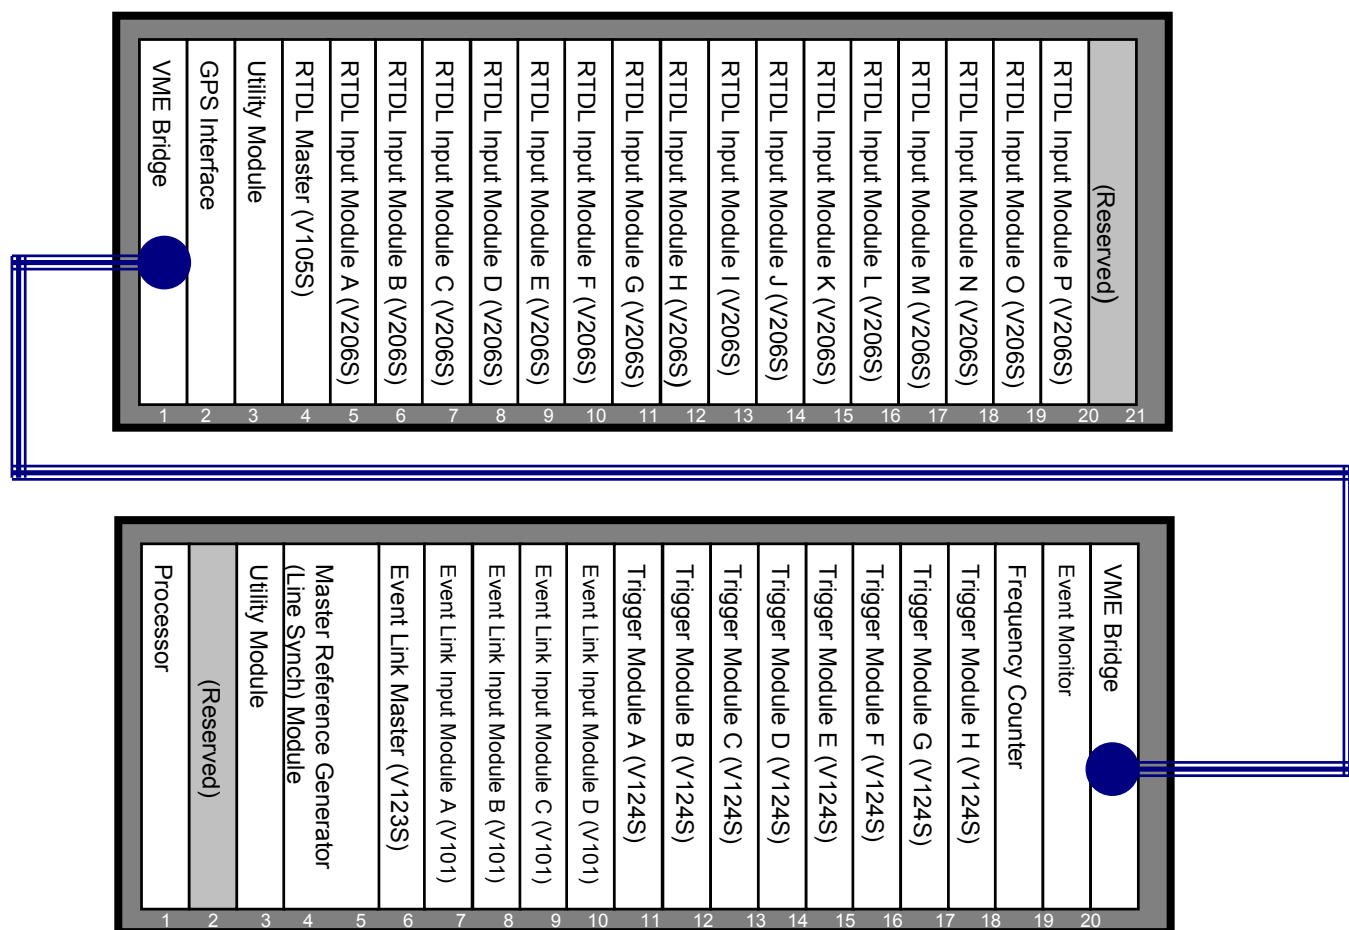 VME Bridge
GPS Interface
Utility Module
RTDL Master (V105S)
RTDL Input Module A (V206S)
RTDL Input Module B (V206S)
RTDL Input Module C (V206S)
RTDL Input Module D (V206S)
RTDL Input Module E (V206S)
RTDL Input Module F (V206S)
RTDL Input Module G (V206S)
RTDL Input Module H (V206S)
RTDL Input Module I (V206S)
RTDL Input Module J (V206S)
RTDL Input Module K (V206S)
RTDL Input Module L (V206S)
RTDL Input Module M (V206S)
RTDL Input Module N (V206S)
RTDL Input Module O (V206S)
RTDL Input Module P (V206S)
(Reserved)
1 2 3 4 5 6 7 8 9 10 11 12 13 14 15 16 17 18 19 20 21
Processor
(Reserved)
Utility Module
Master Reference Generator
(Line Synch) Module
Event Link Master (V123S)
Event Link Input Module A (V101)
Event Link Input Module B (V101)
Event Link Input Module C (V101)
Event Link Input Module D (V101)
Trigger Module A (V124S)
Trigger Module B (V124S)
Trigger Module C (V124S)
Trigger Module D (V124S)
Trigger Module E (V124S)
Trigger Module F (V124S)
Trigger Module G (V124S)
Trigger Module H (V124S)
Frequency Counter
Event Monitor
VME Bridge
1 2 3 4 5 6 7 8 9 10 11 12 13 14 15 16 17 18 19 20